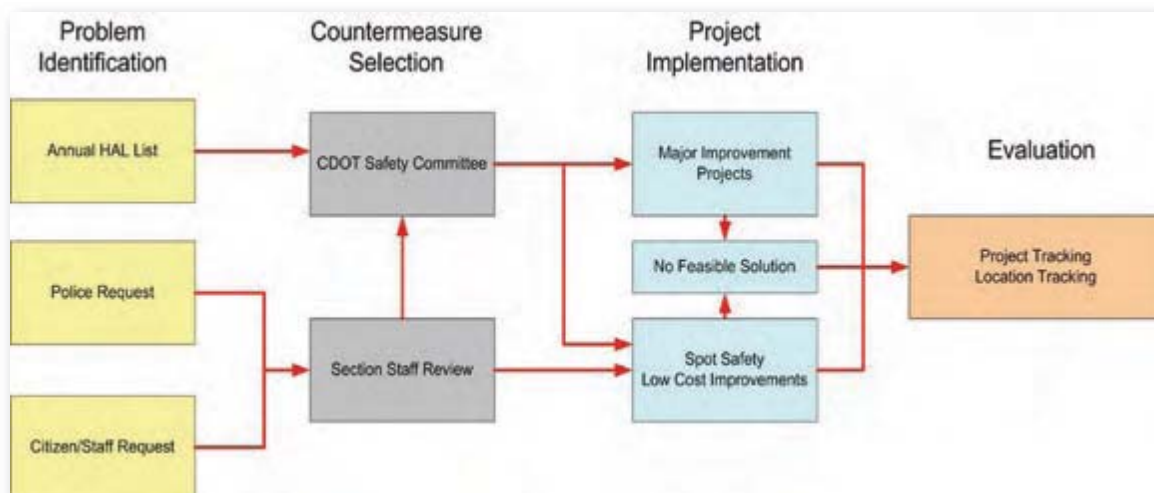 Problem
Identification
Countermeasure
Selection
Project
Implementation
Evaluation
Annual HAL List
CDOT Safety Committee
Major Improvement
Projects
Police Request
No Feasible Solution
Project Tracking
Location Tracking
Section Staff Review
Spot Safety
Low Cost Improvements
Citizen/Staff Request